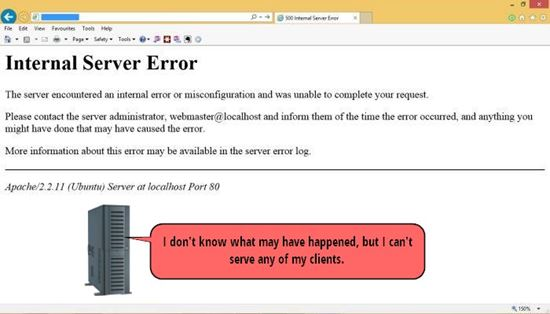 500 Internal Server Error
File Edit View Favourites Tools Help
Page Safety Tools
Internal Server Error
The server encountered an internal error or misconfiguration and was unable to complete your request.
Please contact the server administrator, webmaster@localhost and inform them of the time the error occurred, and anything you
might have done that may have caused the error.
More information about this error may be available in the server error log.
Apache/2.2.11 (Ubuntu) Server at localhost Port 80
I don't know what may have happened, but I can't
serve any of my clients.
150%